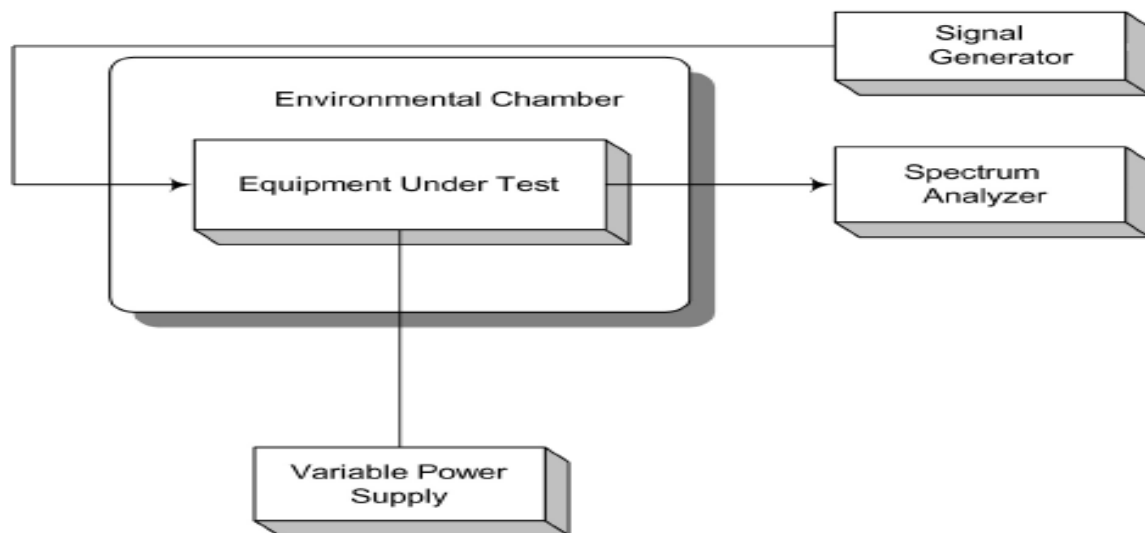 Signal
Generator
Environmental Chamber
Equipment Under Test
Spectrum
Analyzer
Variable Power
Supply